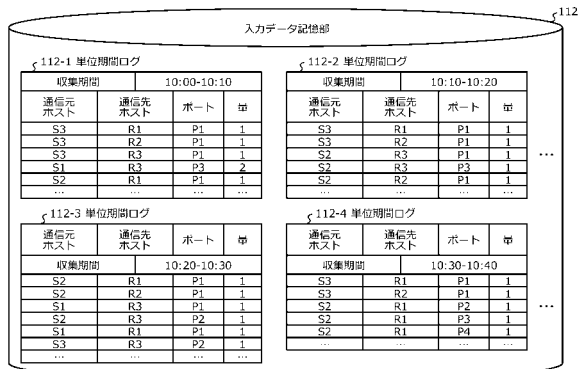 112
入力データ記憶部
112-1 単位期間ログ
収集期間 10:00-10:10
通信元ホスト 通信先ホスト ポート 量
S3 R1 P1 1
S3 R2 P1 1
S3 R3 P1 1
S1 R3 P3 2
S2 R1 P1 1
… … … …
112-2 単位期間ログ
収集期間 10:10-10:20
通信元ホスト 通信先ホスト ポート 量
S3 R1 P1 1
S3 R2 P1 1
S3 R3 P1 1
S2 R3 P3 1
S2 R2 P1 1
… … … …
…
112-3 単位期間ログ
通信元ホスト 通信先ホスト ポート 量
収集期間 10:20-10:30
S2 R1 P1 1
S2 R2 P1 1
S1 R3 P1 1
S2 R3 P2 1
S1 R1 P1 1
S3 R3 P2 1
… … … …
112-4 単位期間ログ
通信元ホスト 通信先ホスト ポート 量
収集期間 10:30-10:40
S3 R1 P1 1
S3 R2 P1 1
S2 R1 P2 1
S2 R1 P3 1
S2 R1 P4 1
… … … …
…